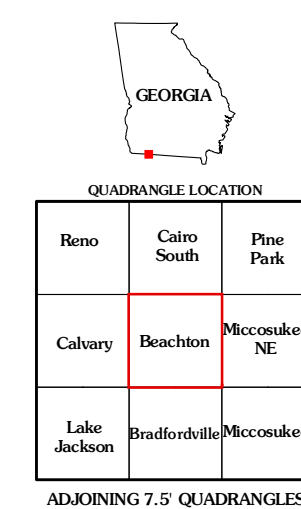 GEORGIA
QUADRANGLE LOCATION
Reno
Cairo
South
Pine
Park
Calvary
Beachton
Miccosuke
NE
Lake
Jackson
Bradfordville
Miccosuke
ADJOINING 7.5' QUADRANGLES